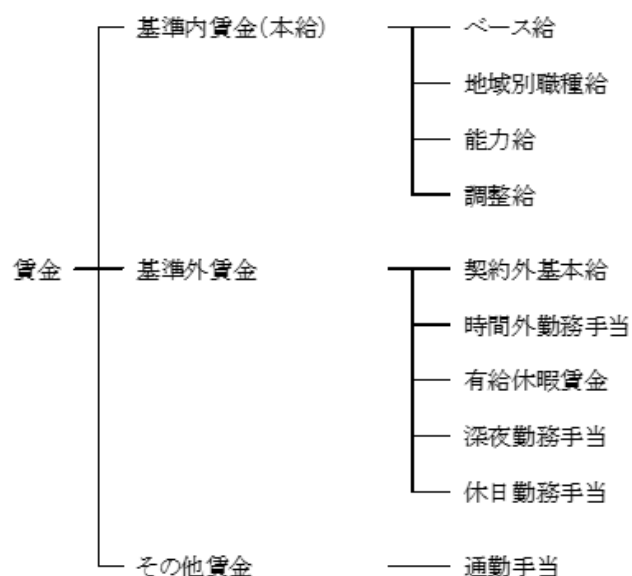 基準内賃金(本給)
ベース給
地域別職種給
能力給
調整給
賃金
基準外賃金
契約外基本給
時間外勤務手当
有給休暇賃金
深夜勤務手当
休日勤務手当
その他賃金
通勤手当